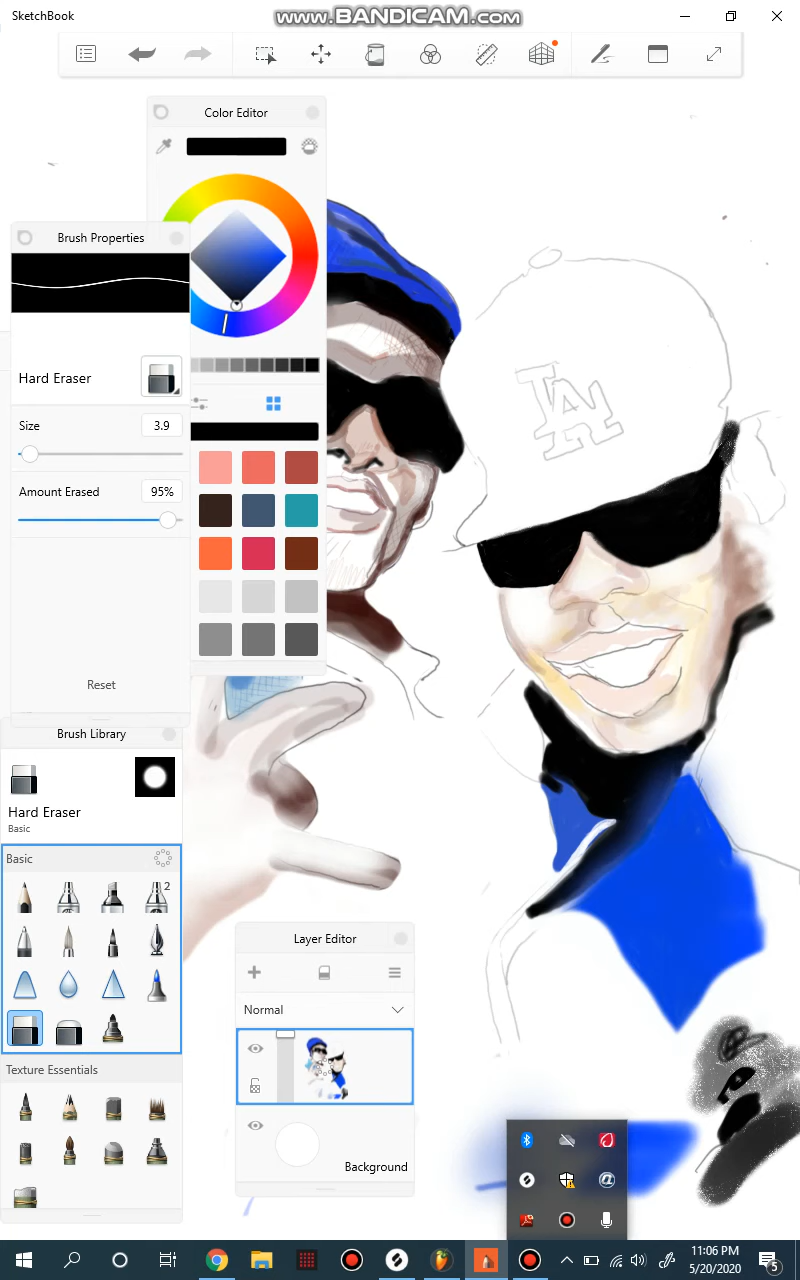 SketchBook
www.BANDICAM.com
Color Editor
Brush Properties
Hard Eraser
Size
3.9
Amount Erased
95%
Reset
LA
Brush Library
Hard Eraser
Basic
Basic
2
Texture Essentials
Layer Editor
Normal
Background
11:06 PM
5/20/2020
5